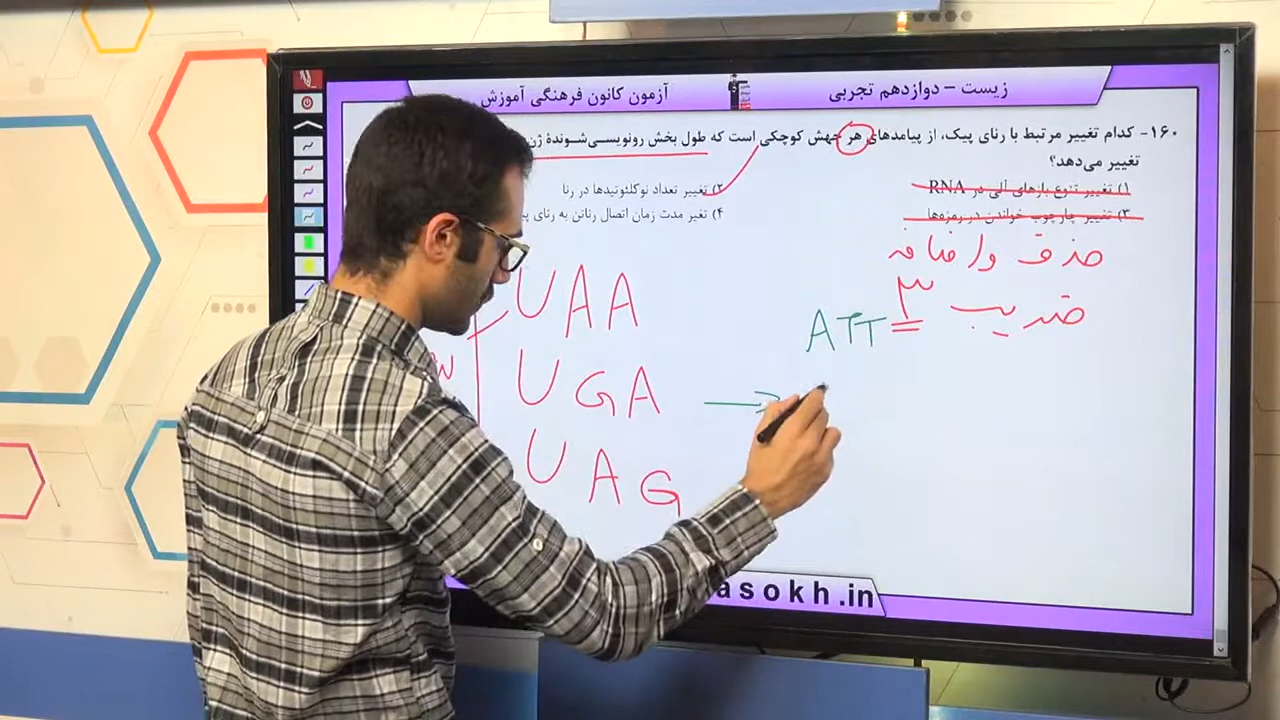 زیست – دوازدهم تجربی
آزمون کانون فرهنگی آموزش
۱۶۰- کدام تغییر مرتبط با رنای پیک، از پیامدهای هر جهش کوچکی است که طول بخش رونویسی‌شوندهٔ ژن
تغییر می‌دهد؟
۱) تغییر تنوع بازهای آلی در RNA
۲) تغییر تعداد نوکلئوتیدها در رنا
۳) تغییر چارچوب خواندن در رمزه‌ها
۴) تغیر مدت زمان اتصال رناتن به رنای
حذف و اضافه
ضریب ۳
ATT
UAA
UGA
UAG
asokh.in